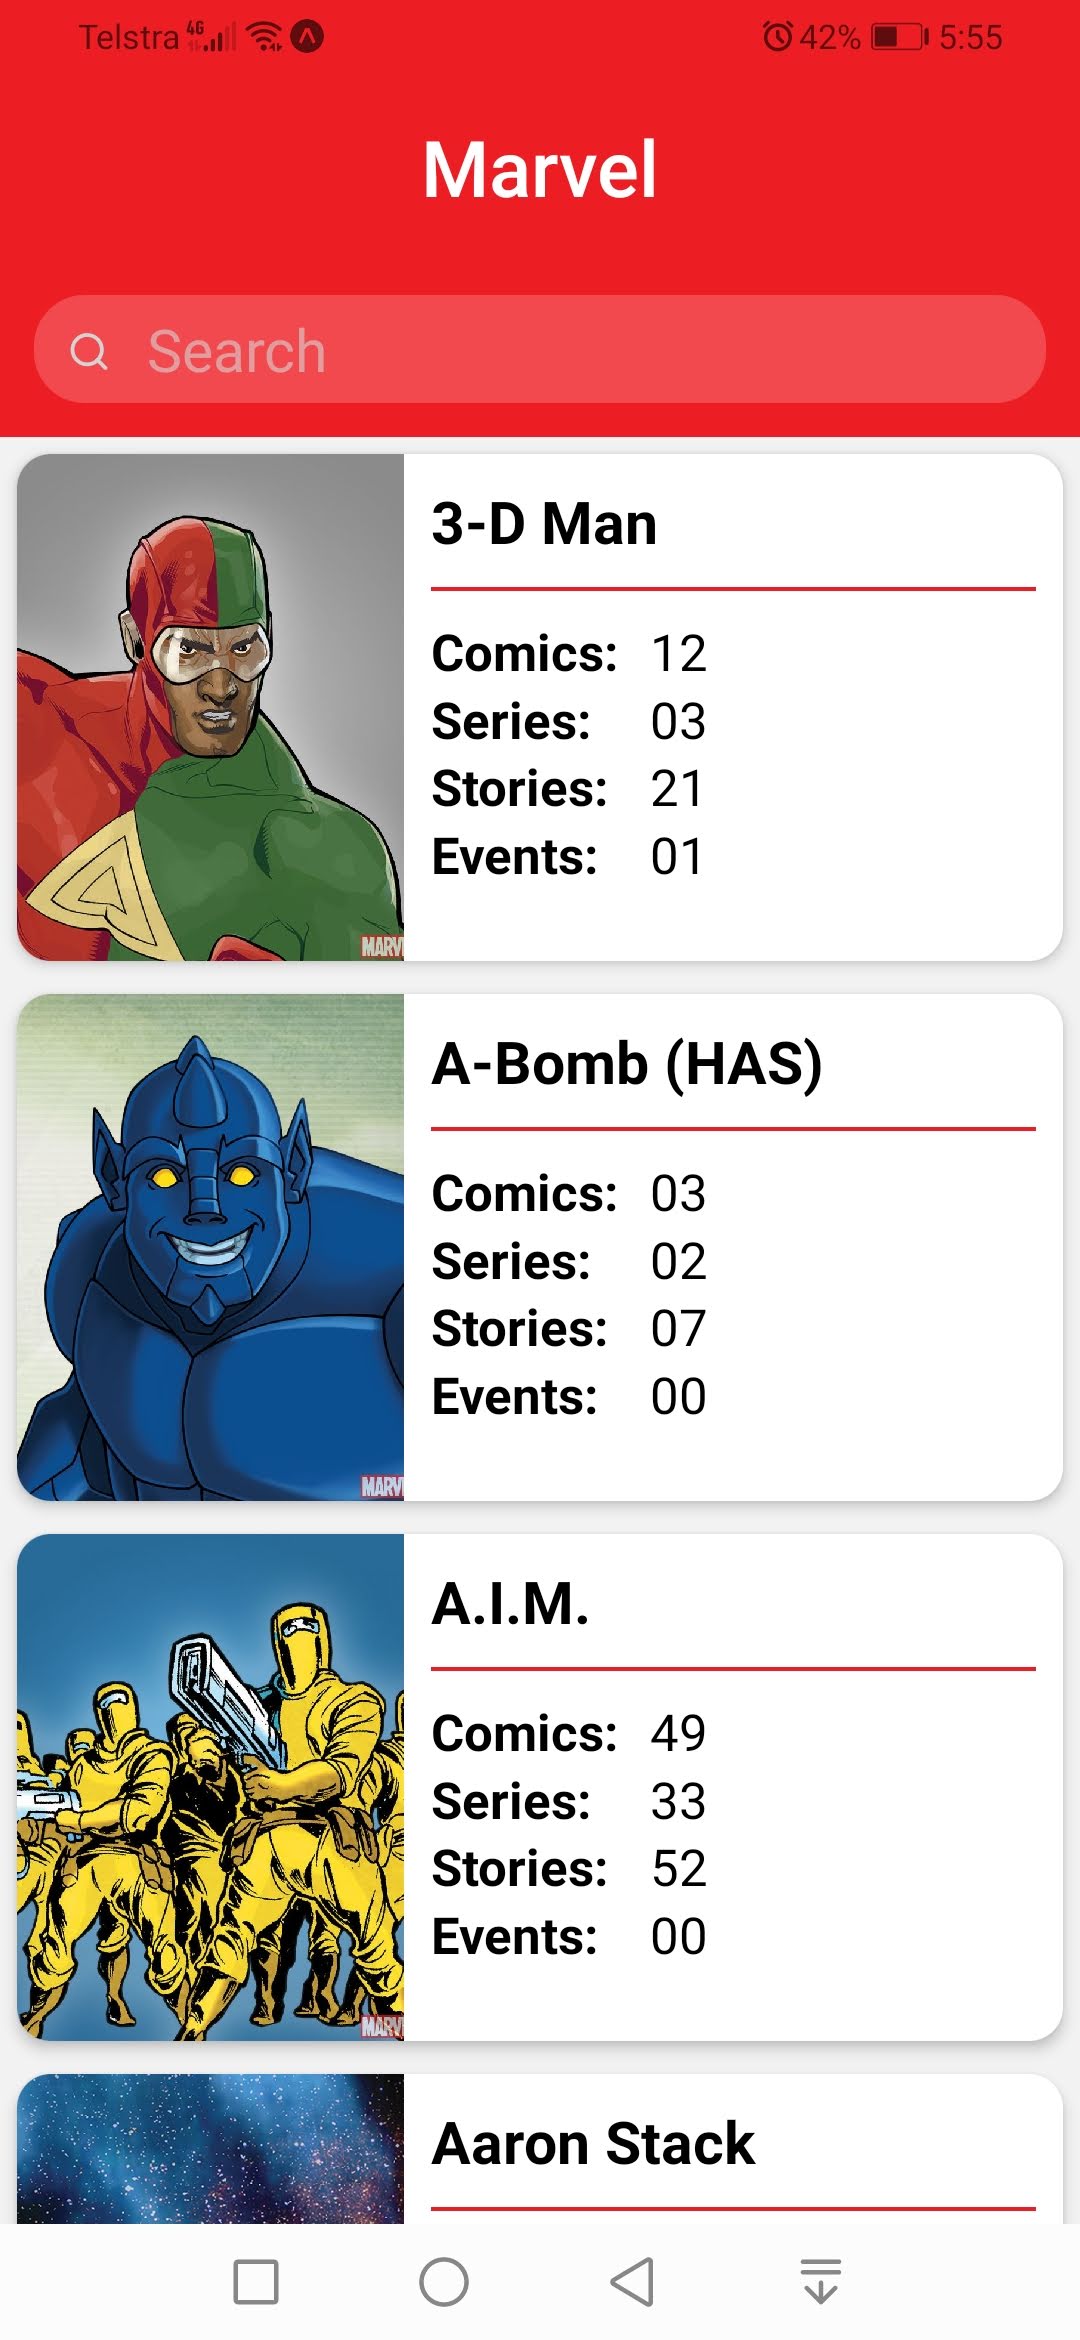 Telstra 4G 42% 5:55
Marvel
Search
3-D Man
Comics: 12
Series: 03
Stories: 21
Events: 01
MARV
A-Bomb (HAS)
Comics: 03
Series: 02
Stories: 07
Events: 00
MARV
A.I.M.
Comics: 49
Series: 33
Stories: 52
Events: 00
MARV
Aaron Stack